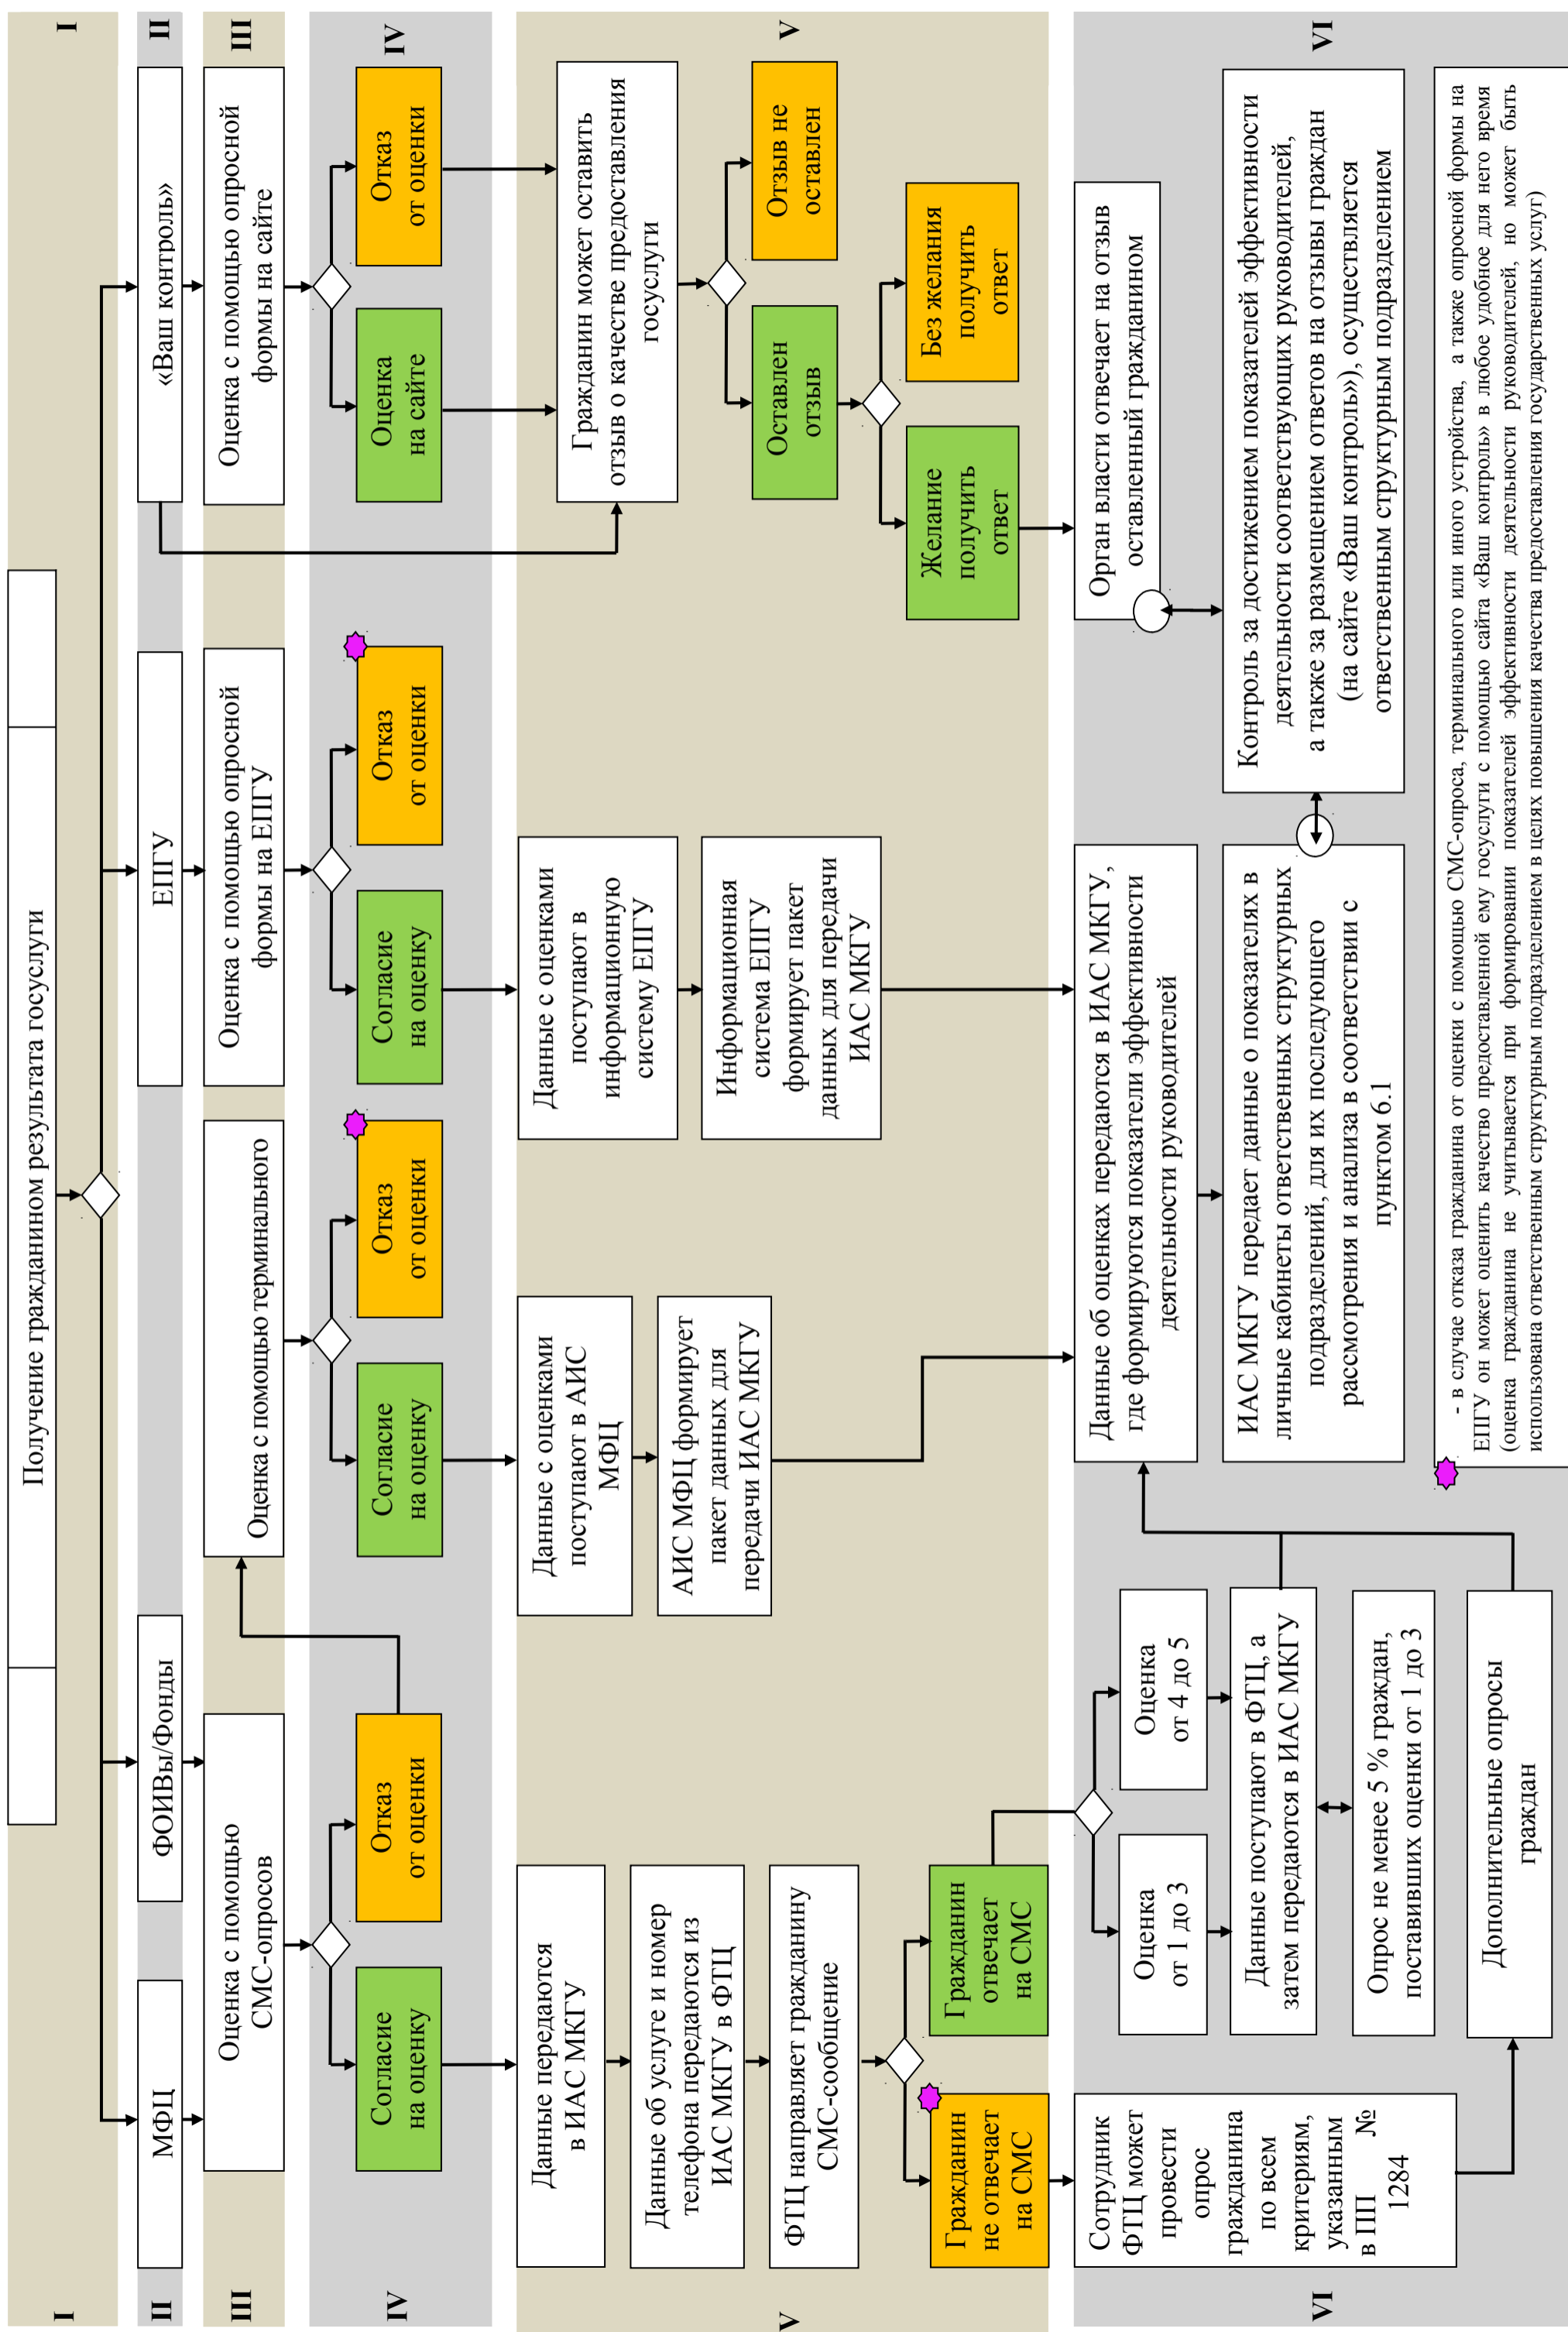 I
Получение гражданином результата госуслуги
I
II
МФЦ
ФОИВы/Фонды
ЕПГУ
«Ваш контроль»
II
III
Оценка с помощью
СМС-опросов
Оценка с помощью терминального
Оценка с помощью опросной
формы на ЕПГУ
Оценка с помощью опросной
формы на сайте
III
IV
Согласие
на оценку
Отказ
от оценки
Согласие
на оценку
Отказ
от оценки
Согласие
на оценку
Отказ
от оценки
Оценка
на сайте
Отказ
от оценки
IV
V
Данные передаются
в ИАС МКГУ
Данные об услуге и номер
телефона передаются из
ИАС МКГУ в ФТЦ
ФТЦ направляет гражданину
СМС-сообщение
Гражданин
не отвечает
на СМС
Гражданин
отвечает
на СМС
Данные с оценками
поступают в АИС
МФЦ
АИС МФЦ формирует
пакет данных для
передачи ИАС МКГУ
Данные с оценками
поступают в
информационную
систему ЕПГУ
Информационная
система ЕПГУ
формирует пакет
данных для передачи
ИАС МКГУ
Гражданин может оставить
отзыв о качестве предоставления
госуслуги
Оставлен
отзыв
Отзыв не
оставлен
Желание
получить
ответ
Без желания
получить
ответ
V
VI
Сотрудник
ФТЦ может
провести
опрос
гражданина
по всем
критериям,
указанным
в ПП №
1284
Оценка
от 1 до 3
Оценка
от 4 до 5
Данные поступают в ФТЦ, а
затем передаются в ИАС МКГУ
Опрос не менее 5 % граждан,
поставивших оценки от 1 до 3
Дополнительные опросы
граждан
Данные об оценках передаются в ИАС МКГУ,
где формируются показатели эффективности
деятельности руководителей
ИАС МКГУ передает данные о показателях в
личные кабинеты ответственных структурных
подразделений, для их последующего
рассмотрения и анализа в соответствии с
пунктом 6.1
Орган власти отвечает на отзыв
оставленный гражданином
Контроль за достижением показателей эффективности
деятельности соответствующих руководителей,
а также за размещением ответов на отзывы граждан
(на сайте «Ваш контроль»), осуществляется
ответственным структурным подразделением
VI
- в случае отказа гражданина от оценки с помощью СМС-опроса, терминального или иного устройства, а также опросной формы на
ЕПГУ он может оценить качество предоставленной ему госуслуги с помощью сайта «Ваш контроль» в любое удобное для него время
(оценка гражданина не учитывается при формировании показателей эффективности деятельности руководителей, но может быть
использована ответственным структурным подразделением в целях повышения качества предоставления государственных услуг)